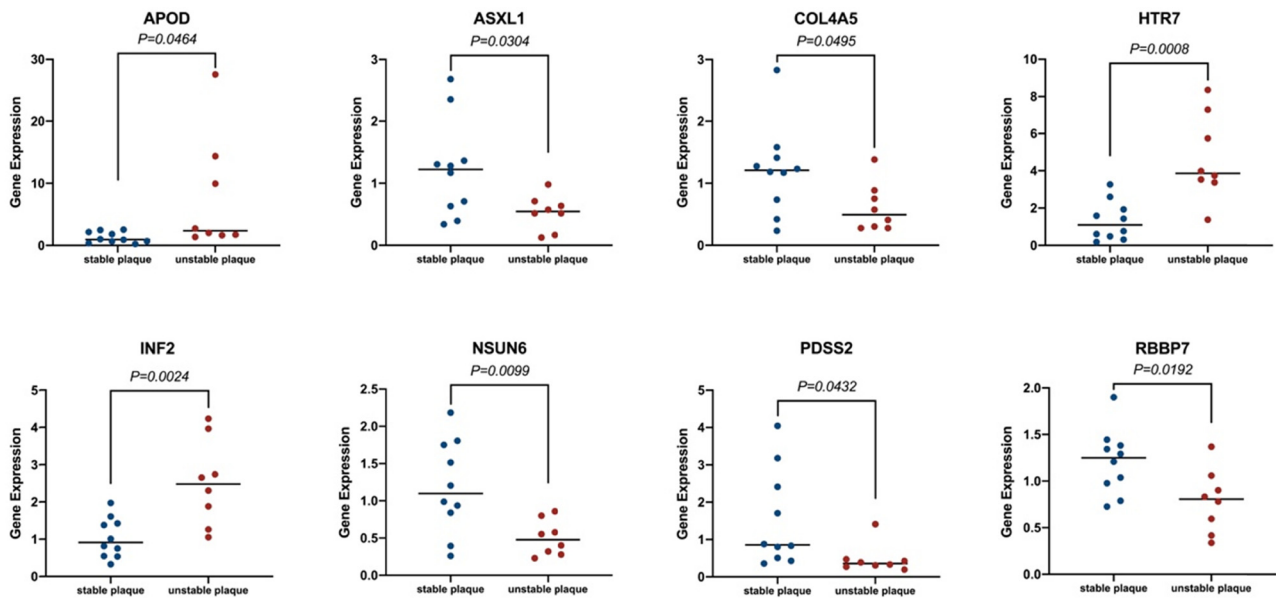 APOD
P=0.0464
Gene Expression
30
20
10
0
stable plaque
unstable plaque
ASXL1
P=0.0304
Gene Expression
3
2
1
0
stable plaque
unstable plaque
COL4A5
P=0.0495
Gene Expression
3
2
1
0
stable plaque
unstable plaque
HTR7
P=0.0008
Gene Expression
10
8
6
4
2
0
stable plaque
unstable plaque
INF2
P=0.0024
Gene Expression
5
4
3
2
1
0
stable plaque
unstable plaque
NSUN6
P=0.0099
Gene Expression
2.5
2.0
1.5
1.0
0.5
0.0
stable plaque
unstable plaque
PDSS2
P=0.0432
Gene Expression
5
4
3
2
1
0
stable plaque
unstable plaque
RBBP7
P=0.0192
Gene Expression
2.0
1.5
1.0
0.5
0.0
stable plaque
unstable plaque